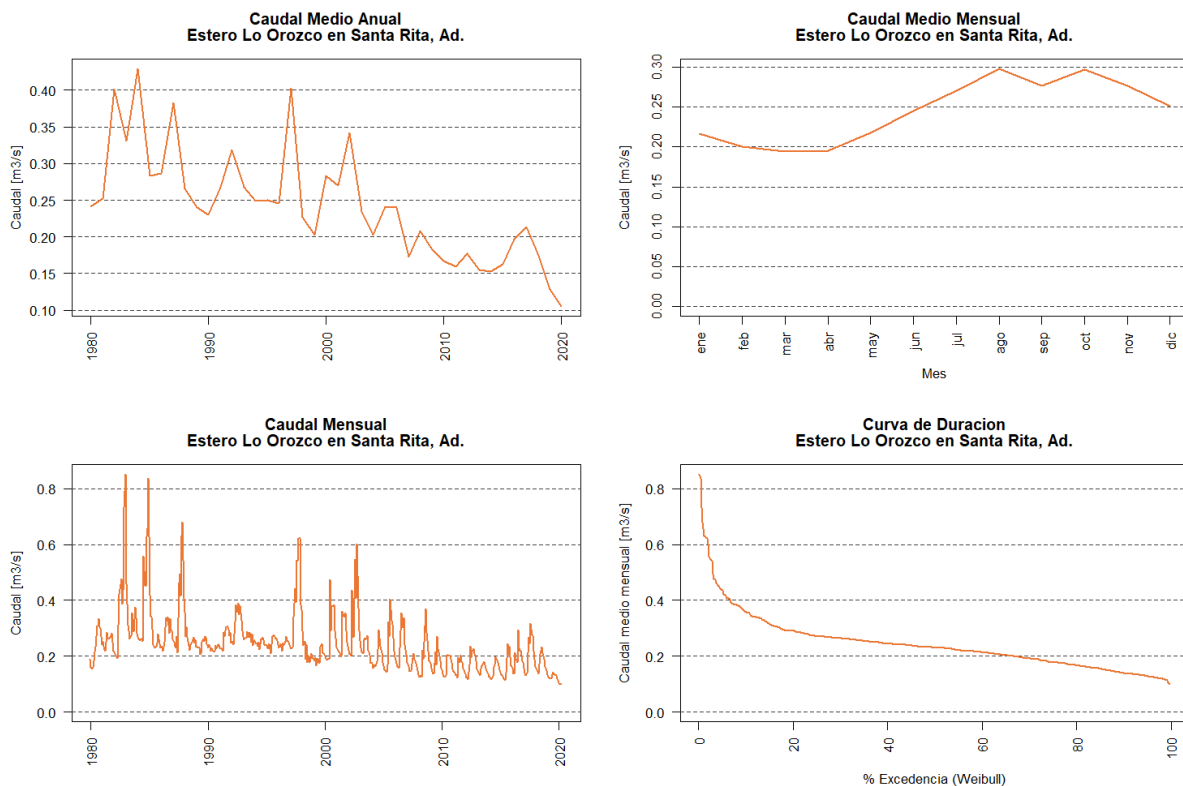 Caudal Medio Anual
Estero Lo Orozco en Santa Rita, Ad.
Caudal [m3/s]
0.40
0.35
0.30
0.25
0.20
0.15
0.10
1980
1990
2000
2010
2020
Caudal Medio Mensual
Estero Lo Orozco en Santa Rita, Ad.
Caudal [m3/s]
0.30
0.25
0.20
0.15
0.10
0.05
0.00
ene
feb
mar
abr
may
jun
jul
ago
sep
oct
nov
dic
Mes
Caudal Mensual
Estero Lo Orozco en Santa Rita, Ad.
Caudal [m3/s]
0.8
0.6
0.4
0.2
0.0
1980
1990
2000
2010
2020
Curva de Duracion
Estero Lo Orozco en Santa Rita, Ad.
Caudal medio mensual [m3/s]
0.8
0.6
0.4
0.2
0.0
0
20
40
60
80
100
% Excedencia (Weibull)